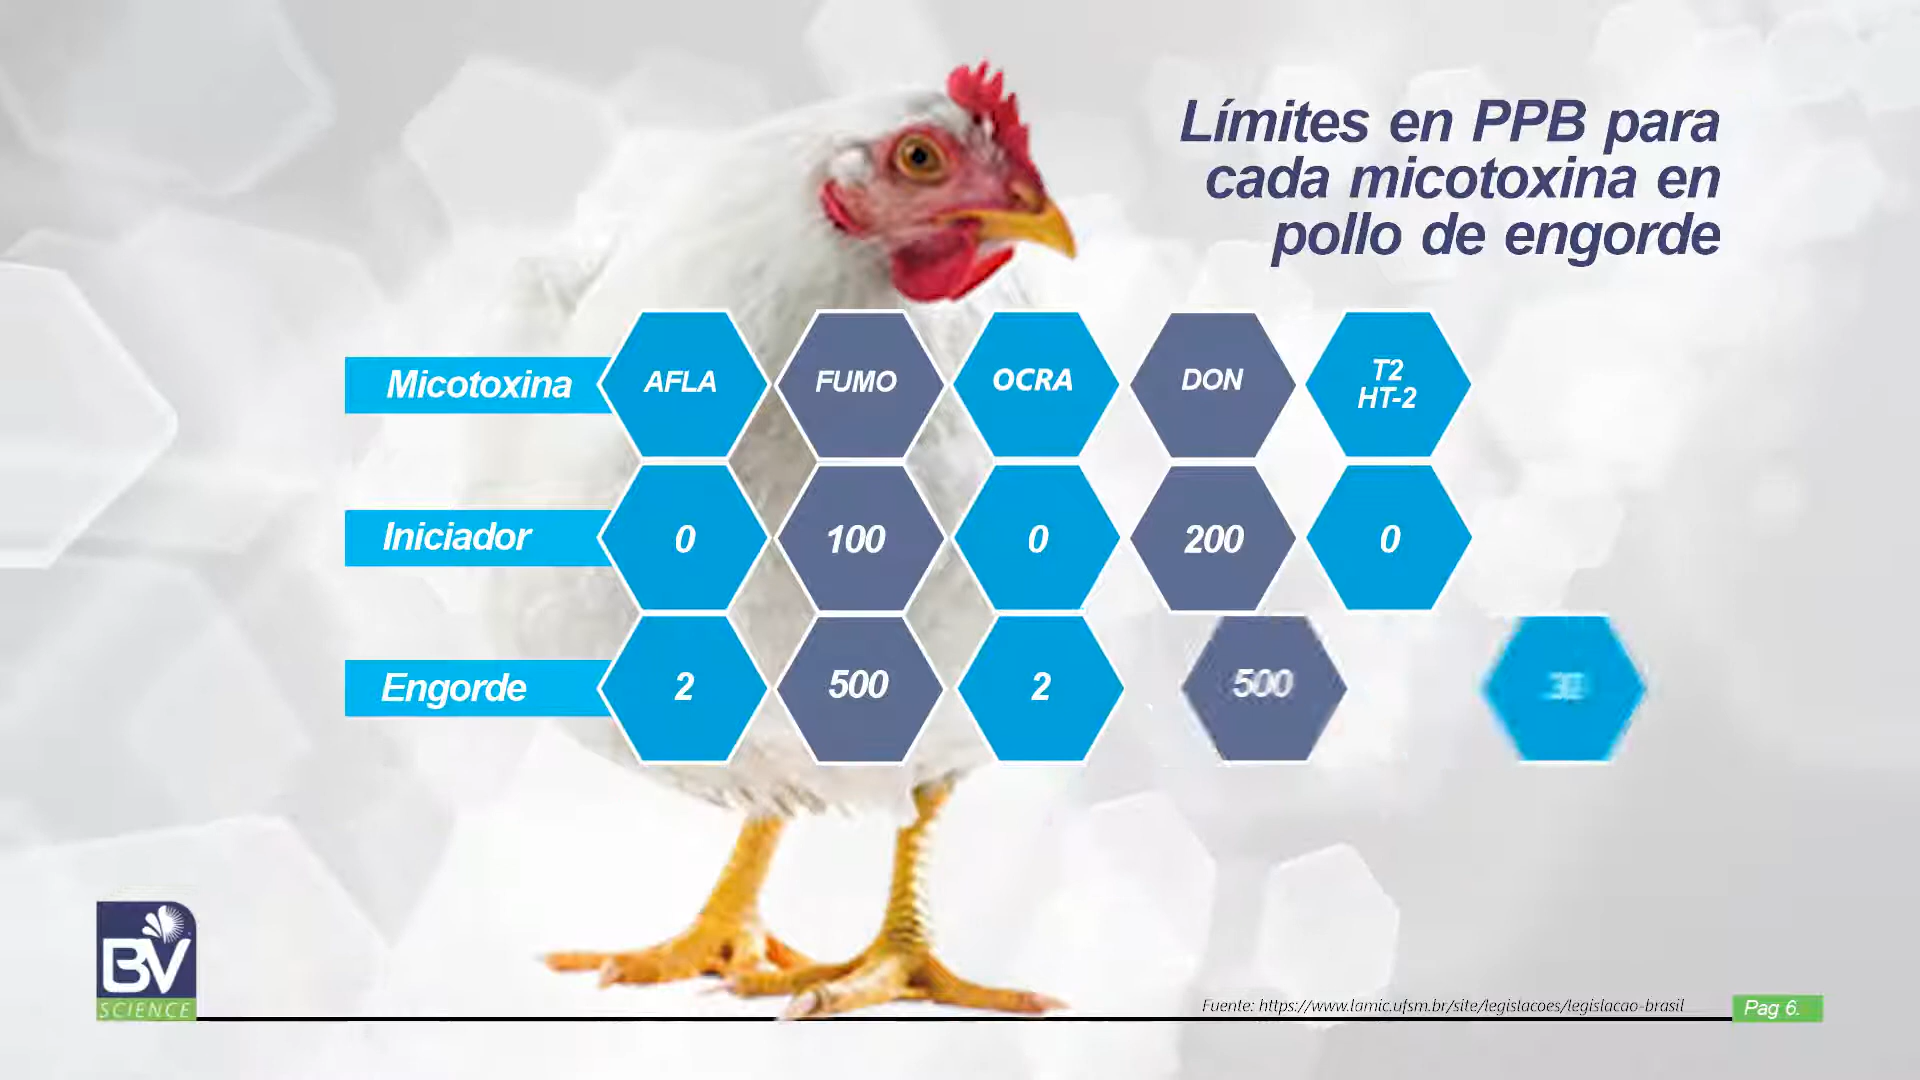 Límites en PPB para
cada micotoxina en
pollo de engorde
Micotoxina AFLA FUMO OCRA DON T2 HT-2
Iniciador 0 100 0 200 0
Engorde 2 500 2 500
BV
SCIENCE
Fuente: https://www.lamic.ufsm.br/site/legislacoes/legislacao-brasil
Pag 6.